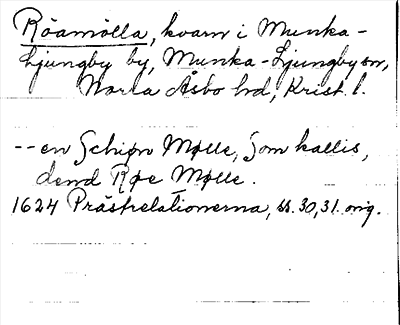 Röamölla, kvarn i Munka-
Ljungby by, Munka-Ljungby sn,
Norra Åsbo hd, Krist. l.
-- en Schiøn Mølle, Som kallis,
dend Røe Mølle.
1624 Prästrelationerna, ss. 30, 31. orig.